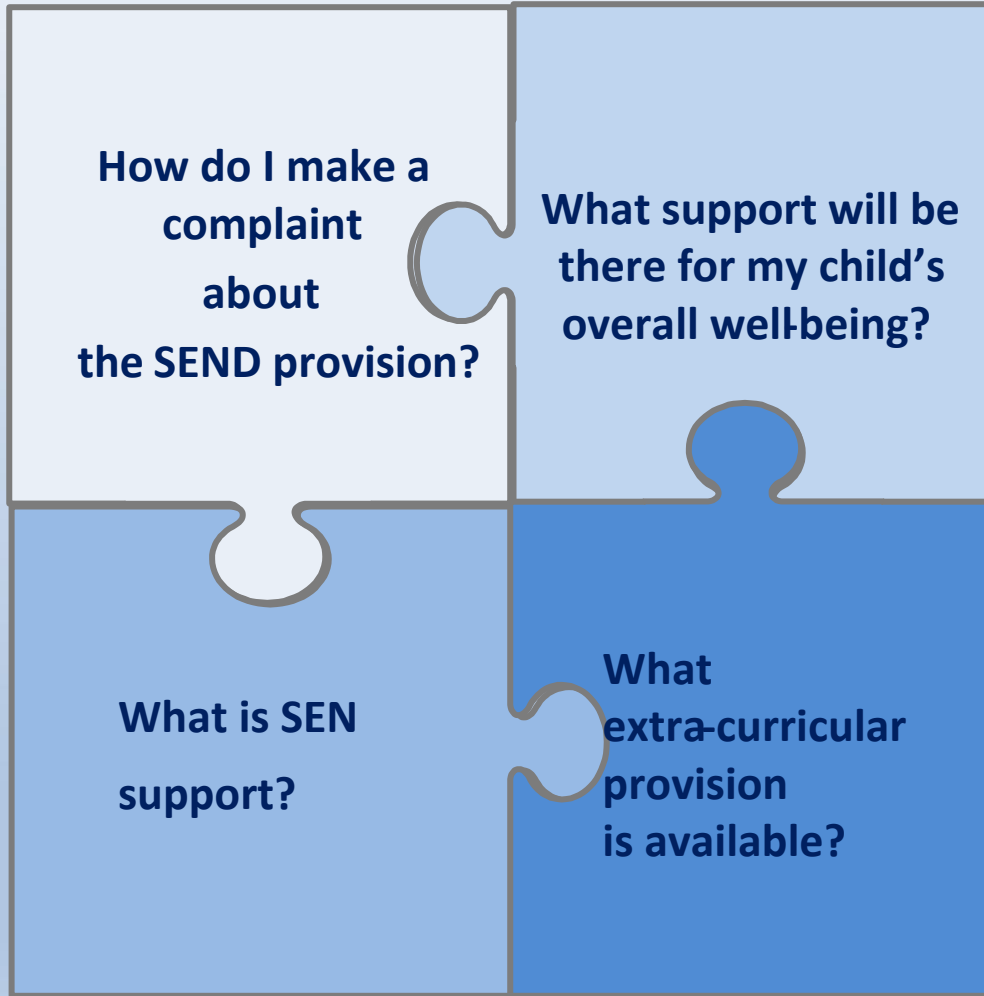 How do I make a
complaint
about
the SEND provision?
What support will be
there for my child’s
overall well-being?
What is SEN
support?
What
extra-curricular
provision
is available?